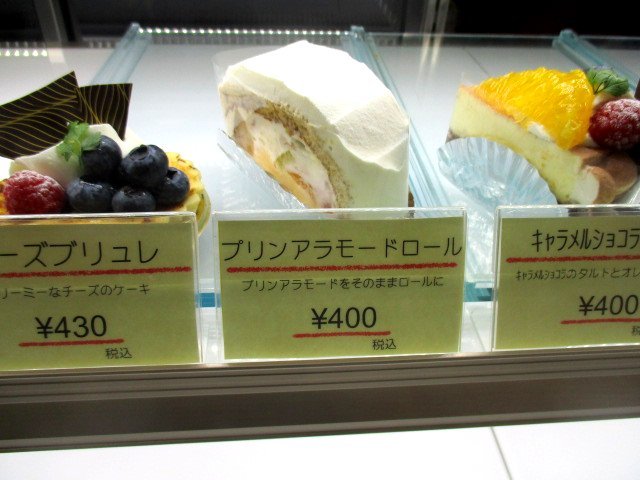 ーズブリュレ
リーミーなチーズのケーキ
¥430
税込
プリンアラモードロール
プリンアラモードをそのままロールに
¥400
税込
キャラメルショコラ
キャラメルショコラのタルトとオレ
¥400
税